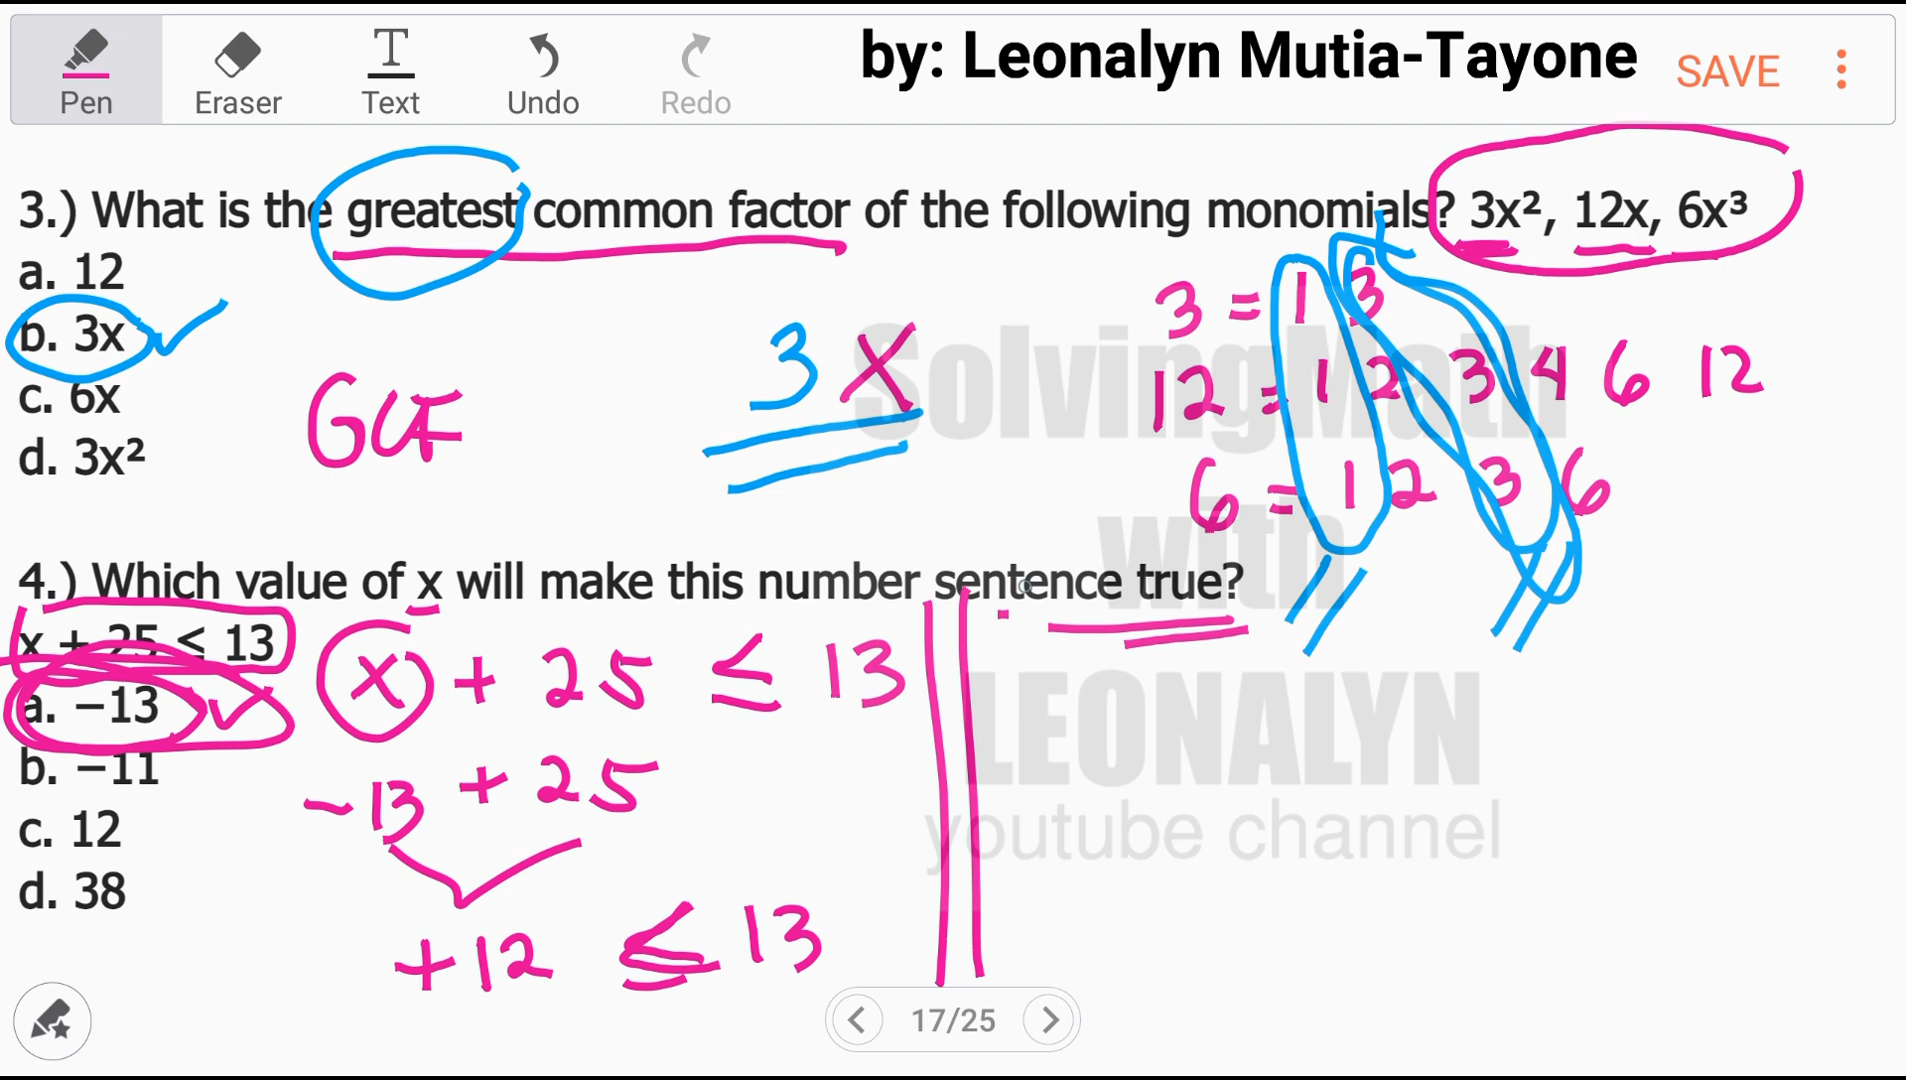 Pen Eraser Text Undo Redo by: Leonalyn Mutia-Tayone SAVE
3.) What is the greatest common factor of the following monomials? 3x², 12x, 6x³
a. 12
b. 3x
c. 6x
d. 3x²
GCF
3x
3 = 1 3
12 = 1 2 3 4 6 12
6 = 1 2 3 6
SolvingMath
with
LEONALYN
youtube channel
4.) Which value of x will make this number sentence true?
x + 25 ≤ 13
a. −13
b. −11
c. 12
d. 38
x + 25 ≤ 13
-13 + 25
+12 ≤ 13
17/25